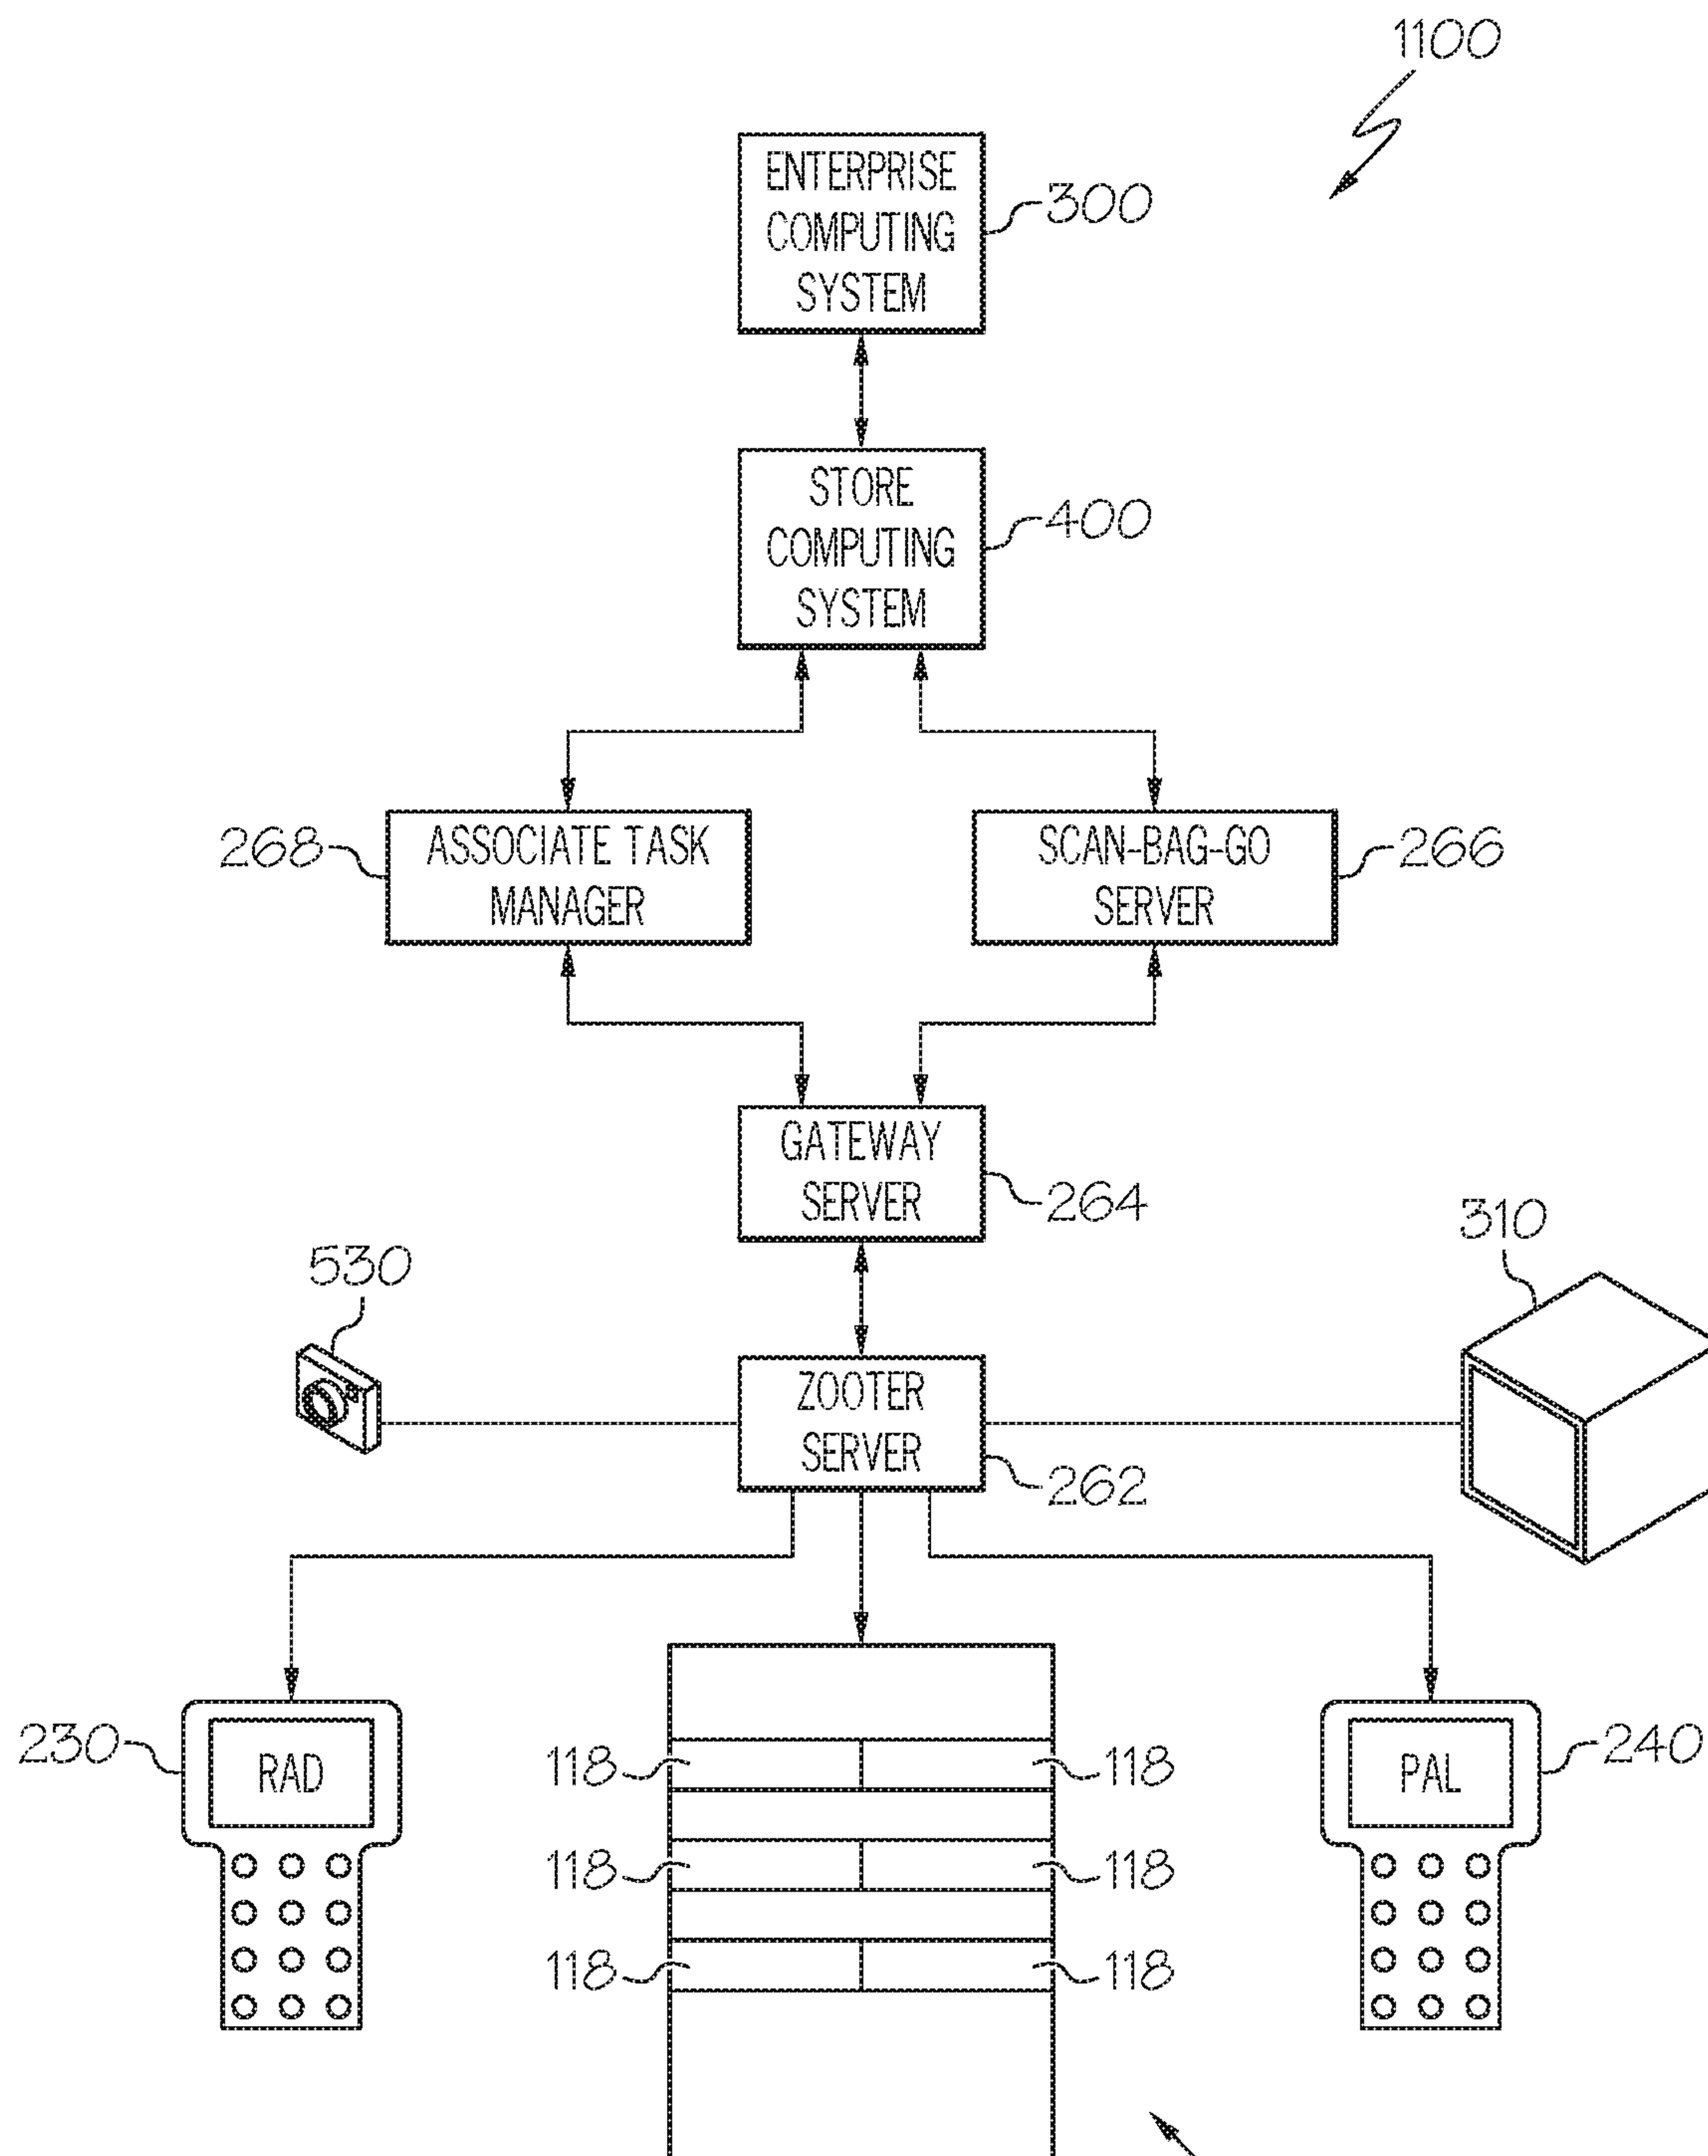 1100
ENTERPRISE
COMPUTING
SYSTEM
300
STORE
COMPUTING
SYSTEM
400
268
ASSOCIATE TASK
MANAGER
SCAN-BAG-GO
SERVER
266
GATEWAY
SERVER
264
310
530
ZOOTER
SERVER
262
230
RAD
118
118
PAL
240
118
118
118
118